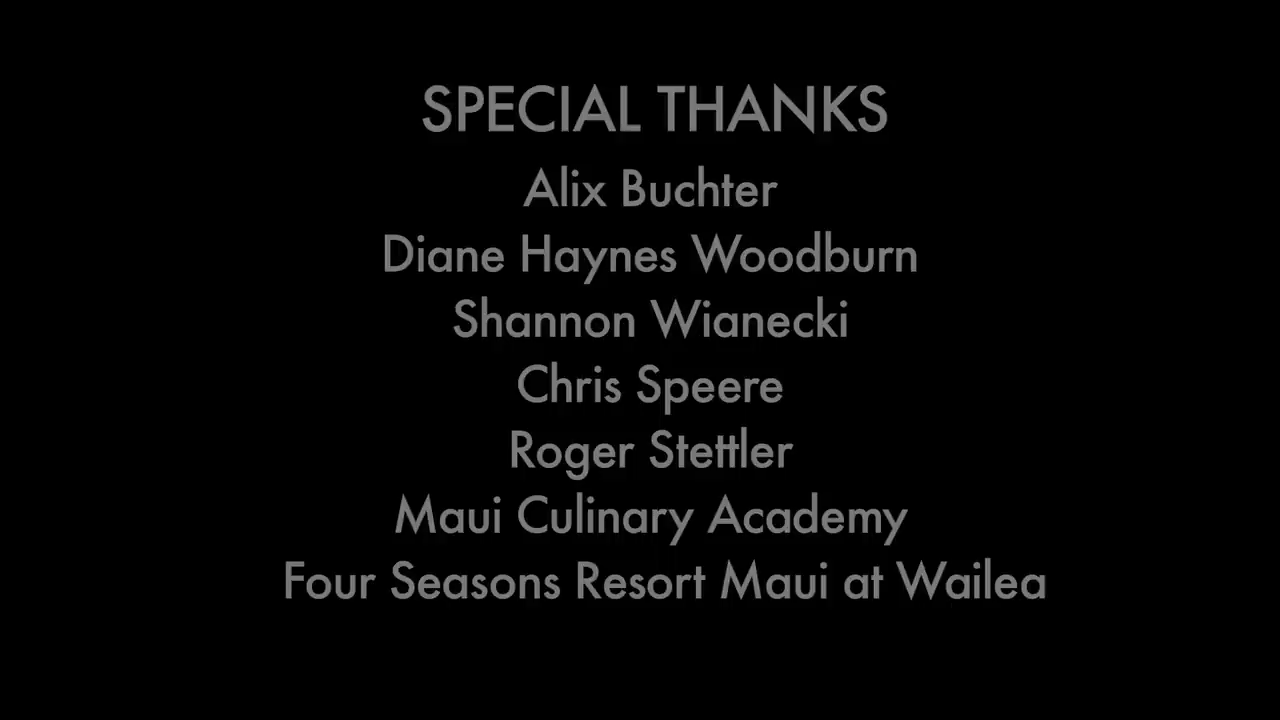 SPECIAL THANKS
Alix Buchter
Diane Haynes Woodburn
Shannon Wianecki
Chris Speere
Roger Stettler
Maui Culinary Academy
Four Seasons Resort Maui at Wailea